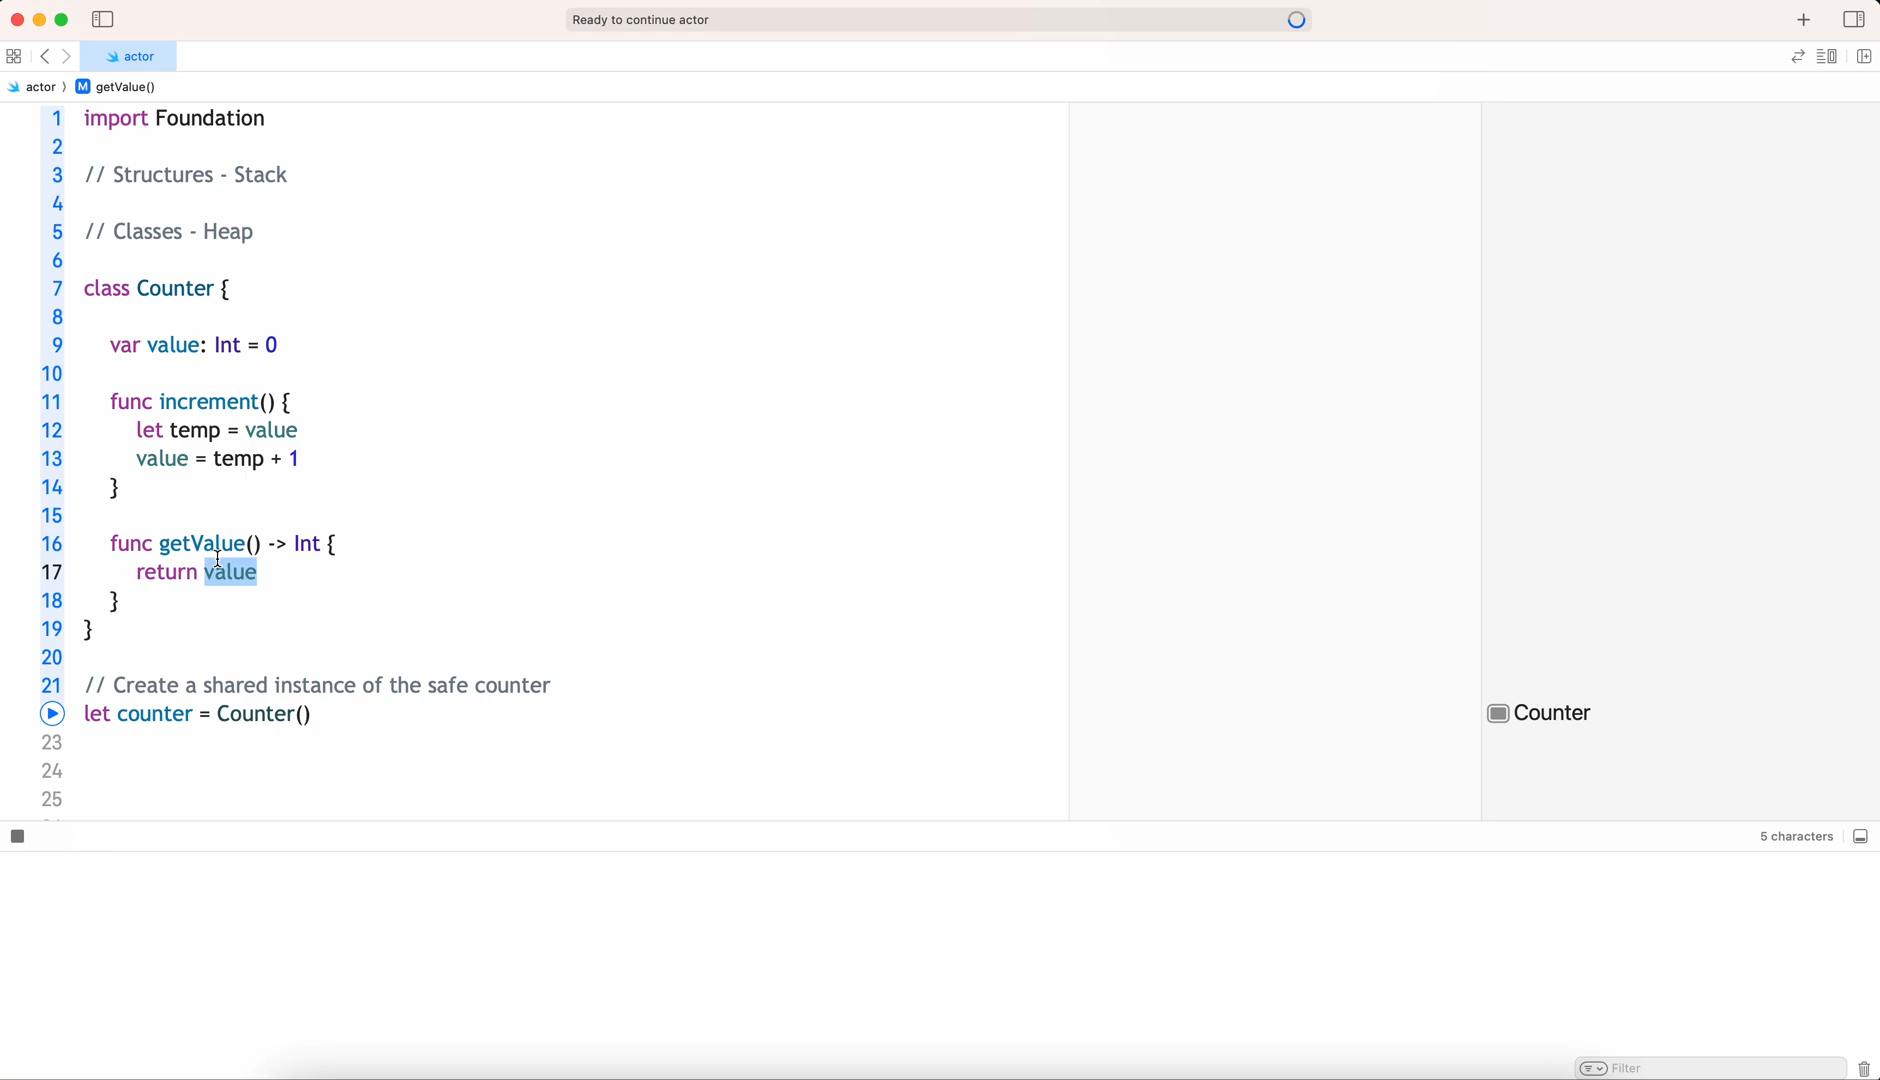 Ready to continue actor
actor
actor
M getValue()
1 import Foundation
2
3 // Structures - Stack
4
5 // Classes - Heap
6
7 class Counter {
8
9 var value: Int = 0
10
11 func increment() {
12 let temp = value
13 value = temp + 1
14 }
15
16 func getValue() -> Int {
17 return value
18 }
19 }
20
21 // Create a shared instance of the safe counter
let counter = Counter()
Counter
23
24
25
5 characters
Filter